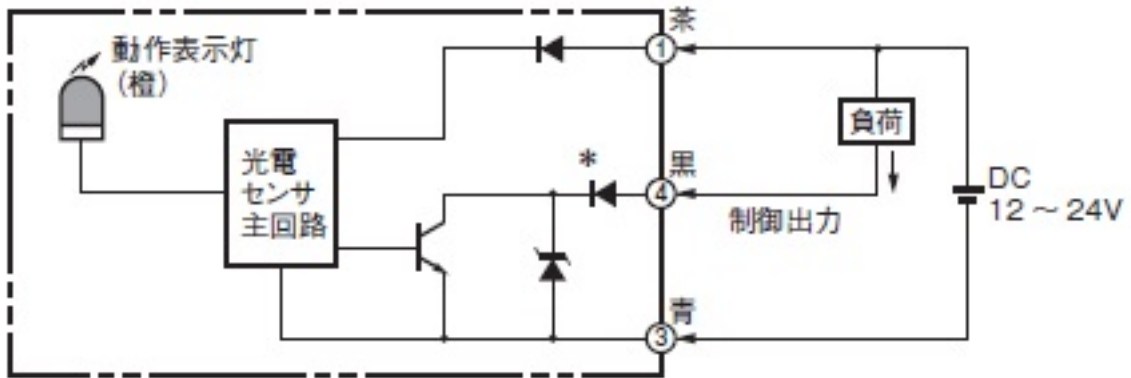 動作表示灯
(橙)
光電
センサ
主回路
茶
①
負荷
*
黒
④
制御出力
DC
12～24V
青
③